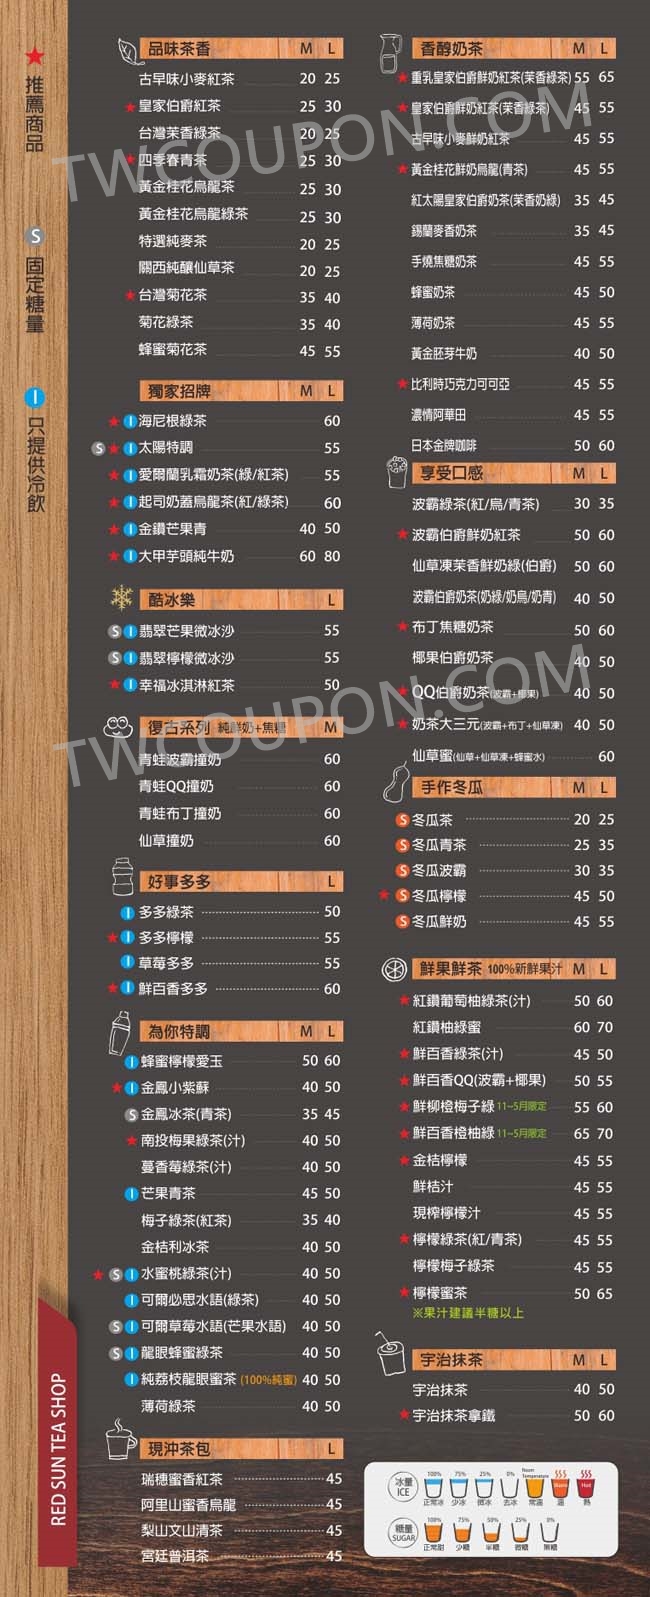 ★ 推薦商品
S 固定糖量
I 只提供冷飲
RED SUN TEA SHOP
TWCOUPON.COM
TWCOUPON.COM
品味茶香 M L
古早味小麥紅茶 20 25
★皇家伯爵紅茶 25 30
台灣茉香綠茶 20 25
★四季春青茶 25 30
黃金桂花烏龍茶 25 30
黃金桂花烏龍綠茶 25 30
特選純麥茶 20 25
關西純釀仙草茶 20 25
★台灣菊花茶 35 40
菊花綠茶 35 40
蜂蜜菊花茶 45 55
獨家招牌 M L
★I海尼根綠茶 60
S★I太陽特調 55
★I愛爾蘭乳霜奶茶(綠/紅茶) 55
★I起司奶蓋烏龍茶(紅/綠茶) 60
★I金鑽芒果青 40 50
★I大甲芋頭純牛奶 60 80
酷冰樂 L
SI翡翠芒果微冰沙 55
SI翡翠檸檬微冰沙 55
★I幸福冰淇淋紅茶 50
復古系列 純鮮奶+焦糖 M
青蛙波霸撞奶 60
青蛙QQ撞奶 60
青蛙布丁撞奶 60
仙草撞奶 60
好事多多 L
I多多綠茶 50
★I多多檸檬 55
I草莓多多 55
★I鮮百香多多 60
為你特調 M L
I蜂蜜檸檬愛玉 50 60
★I金鳳小紫蘇 40 50
S金鳳冰茶(青茶) 35 45
★南投梅果綠茶(汁) 40 50
蔓香莓綠茶(汁) 40 50
I芒果青茶 45 50
梅子綠茶(紅茶) 35 40
金桔利冰茶 40 50
★SI水蜜桃綠茶(汁) 40 50
I可爾必思水語(綠茶) 40 50
SI可爾草莓水語(芒果水語) 40 50
SI龍眼蜂蜜綠茶 40 50
I純荔枝龍眼蜜茶 (100%純蜜) 40 50
薄荷綠茶 40 50
現沖茶包 L
瑞穗蜜香紅茶 45
阿里山蜜香烏龍 45
梨山文山清茶 45
宮廷普洱茶 45
香醇奶茶 M L
★重乳皇家伯爵鮮奶紅茶(茉香綠茶) 55 65
★皇家伯爵鮮奶紅茶(茉香綠茶) 45 55
古早味小麥鮮奶紅茶 45 55
★黃金桂花鮮奶烏龍(青茶) 45 55
紅太陽皇家伯爵奶茶(茉香奶綠) 35 45
錫蘭麥香奶茶 35 45
手燒焦糖奶茶 45 55
蜂蜜奶茶 45 50
薄荷奶茶 45 55
黃金胚芽牛奶 40 50
★比利時巧克力可可亞 45 55
濃情阿華田 45 55
日本金牌咖啡 50 60
享受口感 M L
波霸綠茶(紅/烏/青茶) 30 35
★波霸伯爵鮮奶紅茶 50 60
仙草凍茉香鮮奶綠(伯爵) 50 60
波霸伯爵奶茶(奶綠/奶烏/奶青) 40 50
★布丁焦糖奶茶 50 60
椰果伯爵奶茶 40 50
★QQ伯爵奶茶(波霸+椰果) 40 50
★奶茶大三元(波霸+布丁+仙草凍) 40 50
仙草蜜(仙草+仙草凍+蜂蜜水) 60
手作冬瓜 M L
S冬瓜茶 20 25
S冬瓜青茶 25 35
S冬瓜波霸 30 35
★S冬瓜檸檬 45 50
S冬瓜鮮奶 45 55
鮮果鮮茶 100%新鮮果汁 M L
★紅鑽葡萄柚綠茶(汁) 50 60
紅鑽柚綠蜜 60 70
★鮮百香綠茶(汁) 45 50
★鮮百香QQ(波霸+椰果) 50 55
★鮮柳橙梅子綠 11~5月限定 55 60
★鮮百香橙柚綠 11~5月限定 65 70
★金桔檸檬 45 55
鮮桔汁 45 55
現榨檸檬汁 45 55
★檸檬綠茶(紅/青茶) 45 55
檸檬梅子綠茶 45 55
★檸檬蜜茶 50 65
※果汁建議半糖以上
宇治抹茶 M L
宇治抹茶 40 50
★宇治抹茶拿鐵 50 60
冰量 ICE
100% 75% 25% 0% Room Temperature Warm Hot
正常冰 少冰 微冰 去冰 常溫 溫 熱
糖量 SUGAR
100% 75% 50% 25% 0%
正常甜 少糖 半糖 微糖 無糖